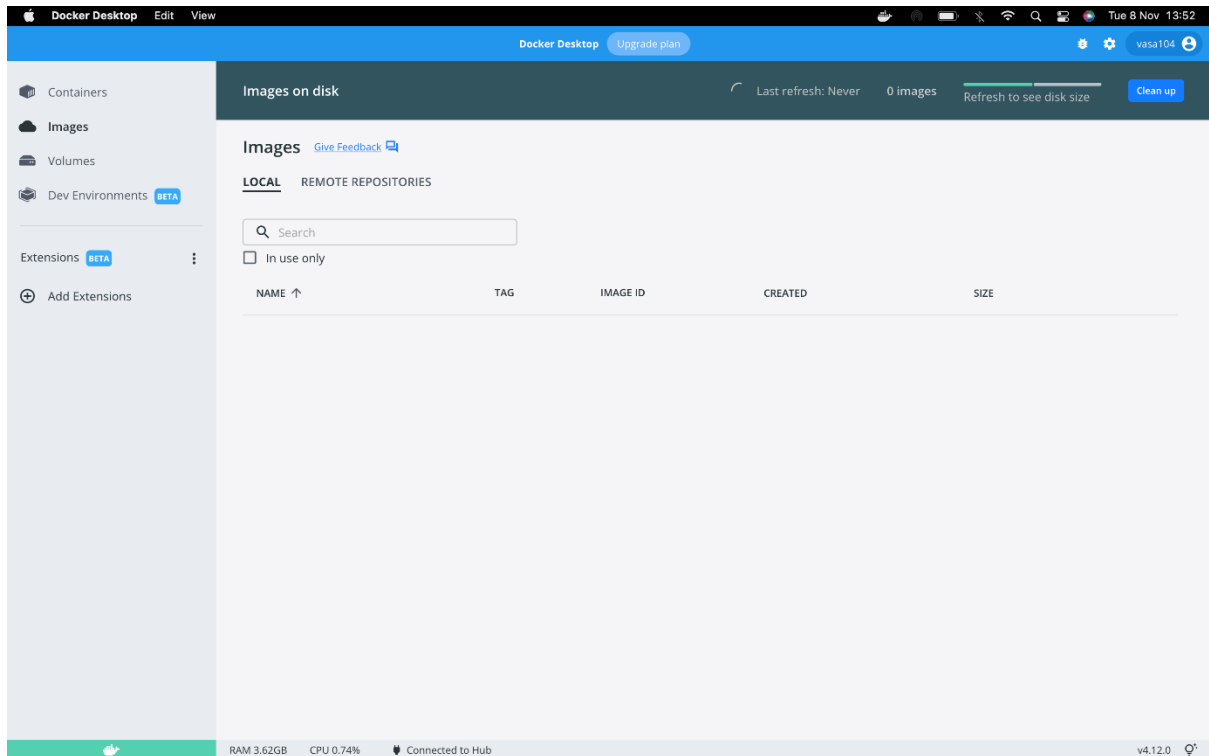 Docker Desktop Edit View Tue 8 Nov 13:52
Docker Desktop Upgrade plan vasa104
Containers
Images
Volumes
Dev Environments BETA
Extensions BETA
Add Extensions
Images on disk Last refresh: Never 0 images Refresh to see disk size Clean up
Images Give Feedback
LOCAL REMOTE REPOSITORIES
Search
In use only
NAME TAG IMAGE ID CREATED SIZE
RAM 3.62GB CPU 0.74% Connected to Hub v4.12.0